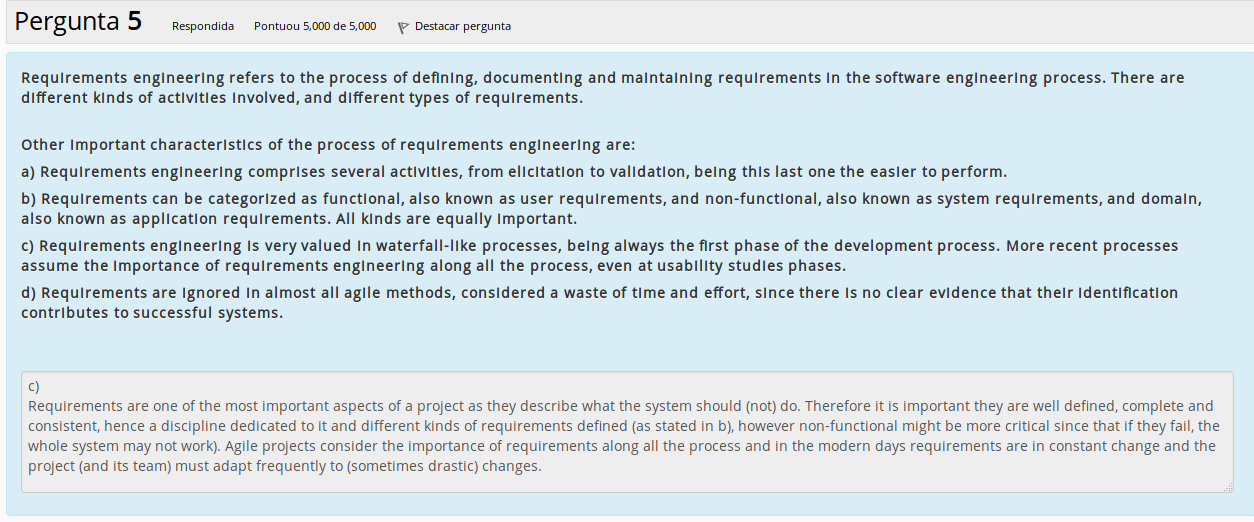 Pergunta 5 Respondida Pontuou 5,000 de 5,000 Destacar pergunta
Requirements engineering refers to the process of defining, documenting and maintaining requirements in the software engineering process. There are
different kinds of activities involved, and different types of requirements.
Other important characteristics of the process of requirements engineering are:
a) Requirements engineering comprises several activities, from elicitation to validation, being this last one the easier to perform.
b) Requirements can be categorized as functional, also known as user requirements, and non-functional, also known as system requirements, and domain,
also known as application requirements. All kinds are equally important.
c) Requirements engineering is very valued in waterfall-like processes, being always the first phase of the development process. More recent processes
assume the importance of requirements engineering along all the process, even at usability studies phases.
d) Requirements are ignored in almost all agile methods, considered a waste of time and effort, since there is no clear evidence that their identification
contributes to successful systems.
c)
Requirements are one of the most important aspects of a project as they describe what the system should (not) do. Therefore it is important they are well defined, complete and
consistent, hence a discipline dedicated to it and different kinds of requirements defined (as stated in b), however non-functional might be more critical since that if they fail, the
whole system may not work). Agile projects consider the importance of requirements along all the process and in the modern days requirements are in constant change and the
project (and its team) must adapt frequently to (sometimes drastic) changes.